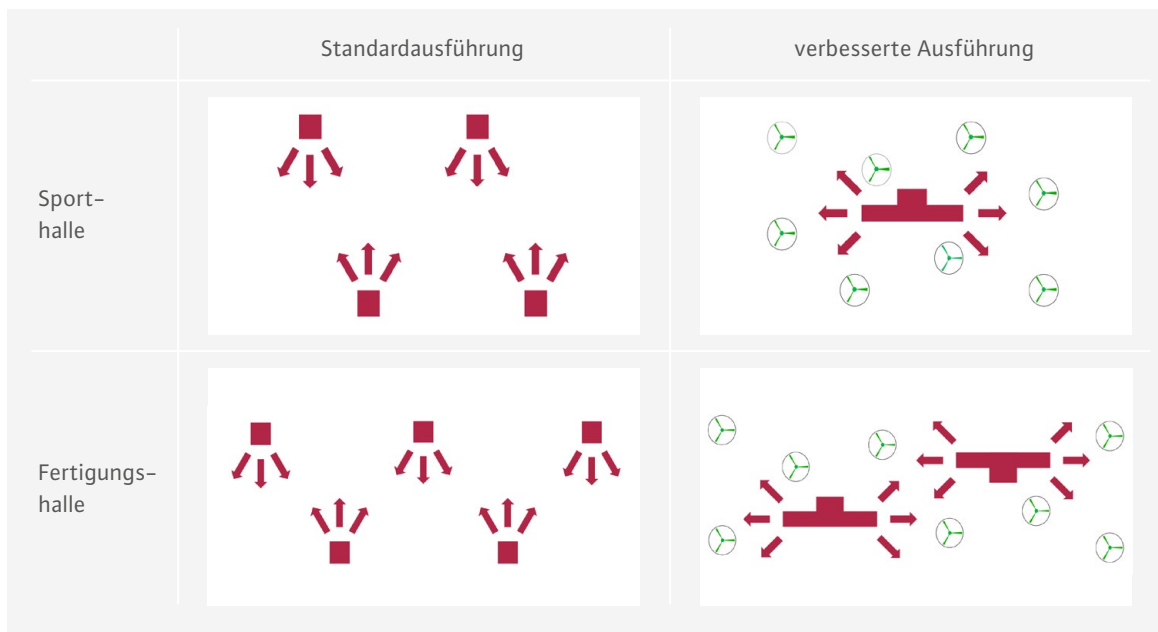 Standardausführung
verbesserte Ausführung
Sport–
halle
Fertigungs–
halle